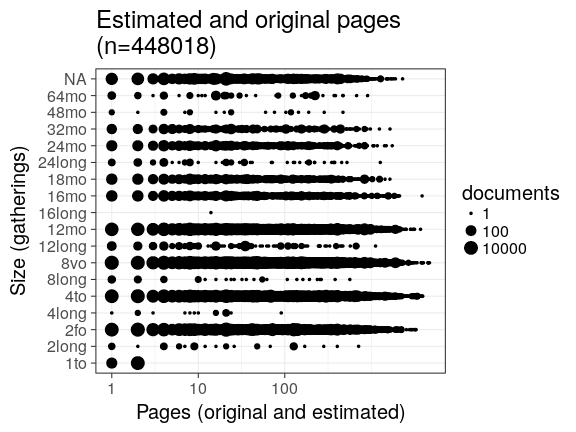 Estimated and original pages
(n=448018)
Size (gatherings)
NA
64mo
48mo
32mo
24mo
24long
18mo
16mo
16long
12mo
12long
8vo
8long
4to
4long
2fo
2long
1to
1
10
100
Pages (original and estimated)
documents
1
100
10000